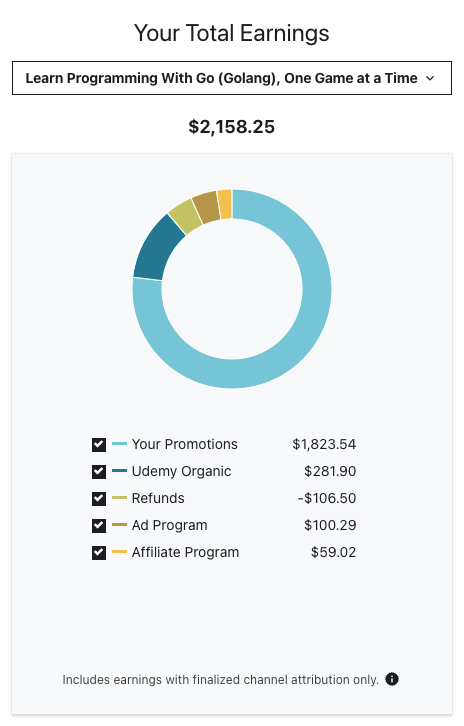 Your Total Earnings
Learn Programming With Go (Golang), One Game at a Time
$2,158.25
Your Promotions $1,823.54
Udemy Organic $281.90
Refunds -$106.50
Ad Program $100.29
Affiliate Program $59.02
Includes earnings with finalized channel attribution only.